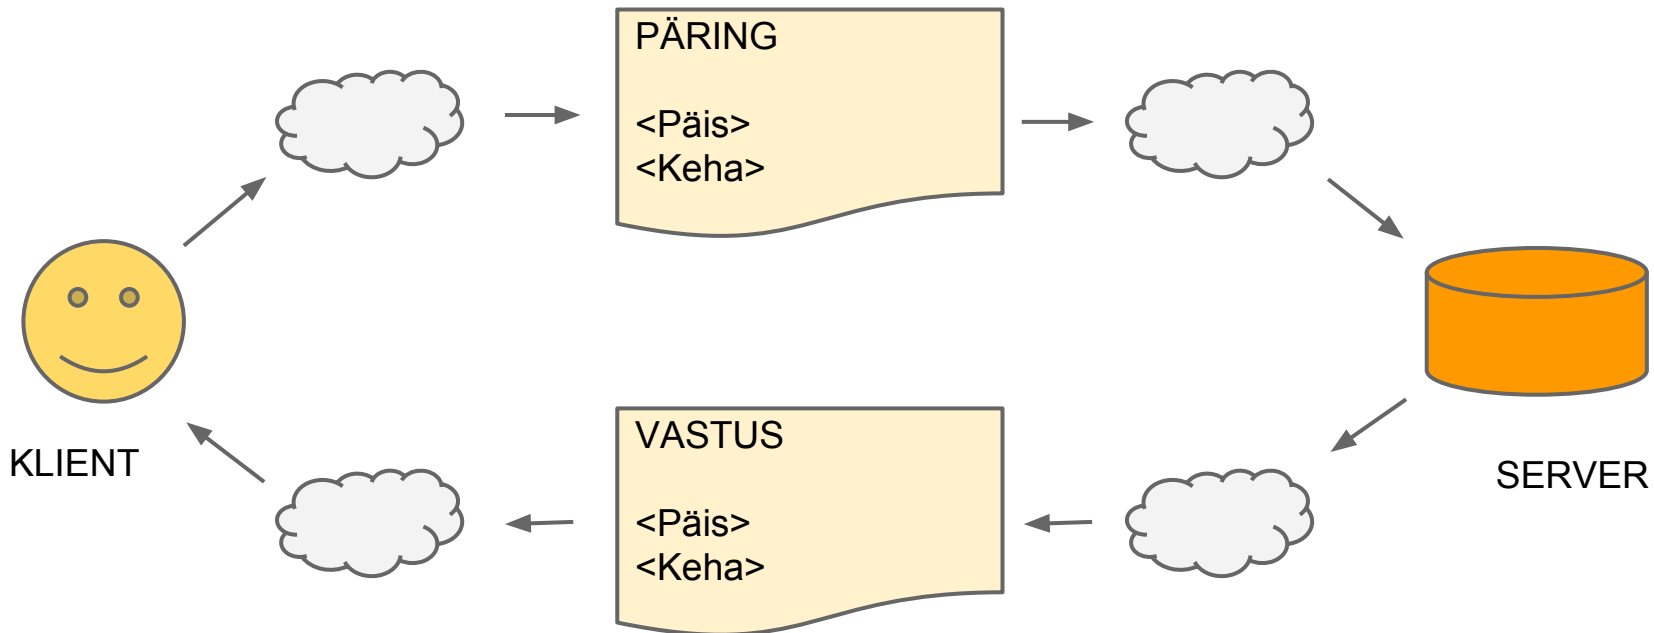 PÄRING
<Päis>
<Keha>
KLIENT
SERVER
VASTUS
<Päis>
<Keha>